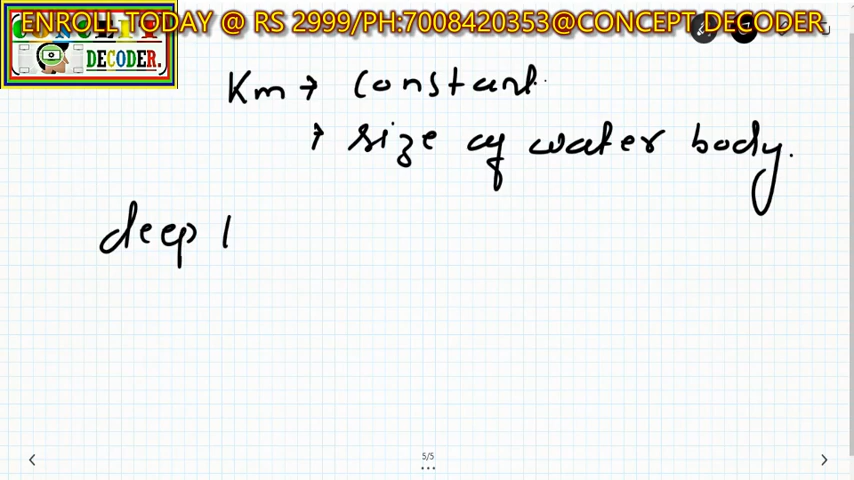 ENROLL TODAY @ RS 2999/PH:7008420353@CONCEPT DECODER.
DECODER.
Km → constant
→ size of water body.
deep
5/5